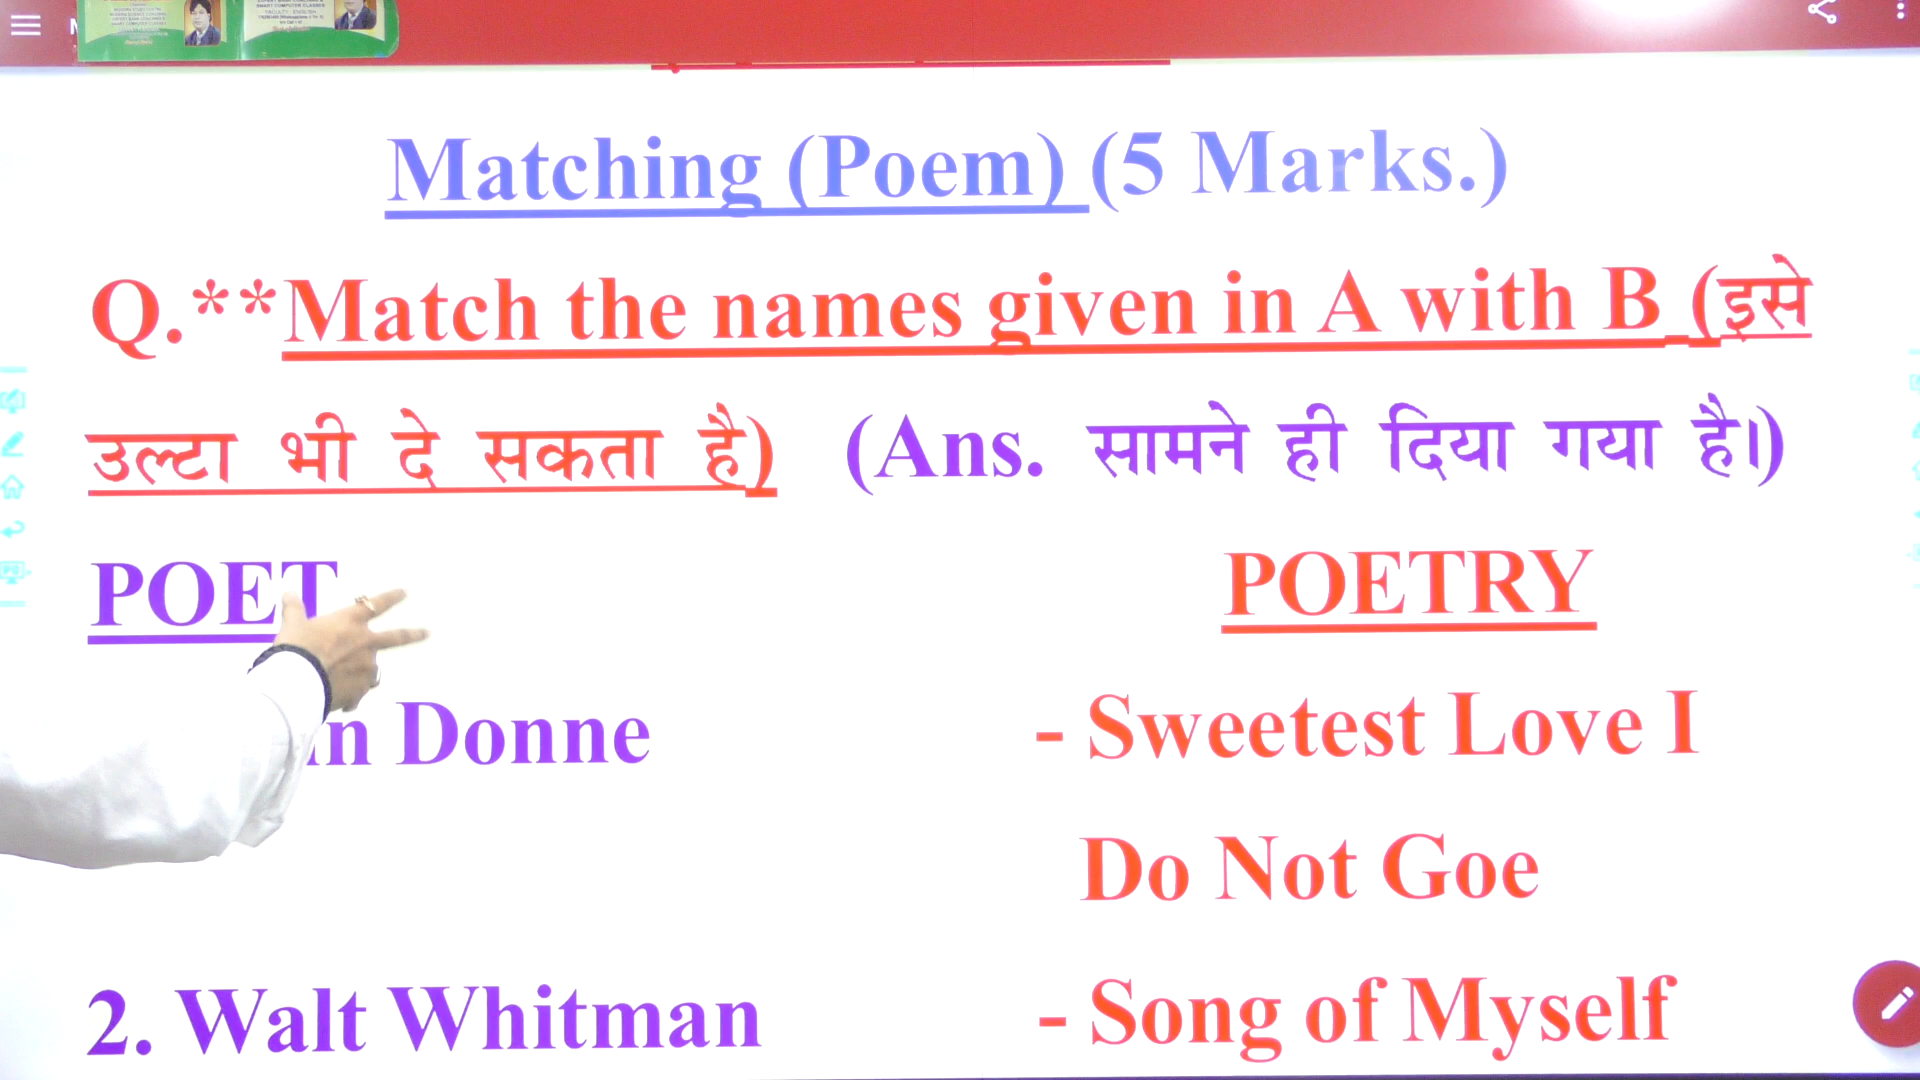 Matching (Poem) (5 Marks.)
Q.**Match the names given in A with B (इसे
उल्टा भी दे सकता है) (Ans. सामने ही दिया गया है।)
POET POETRY
Donne - Sweetest Love I
Do Not Goe
2. Walt Whitman - Song of Myself